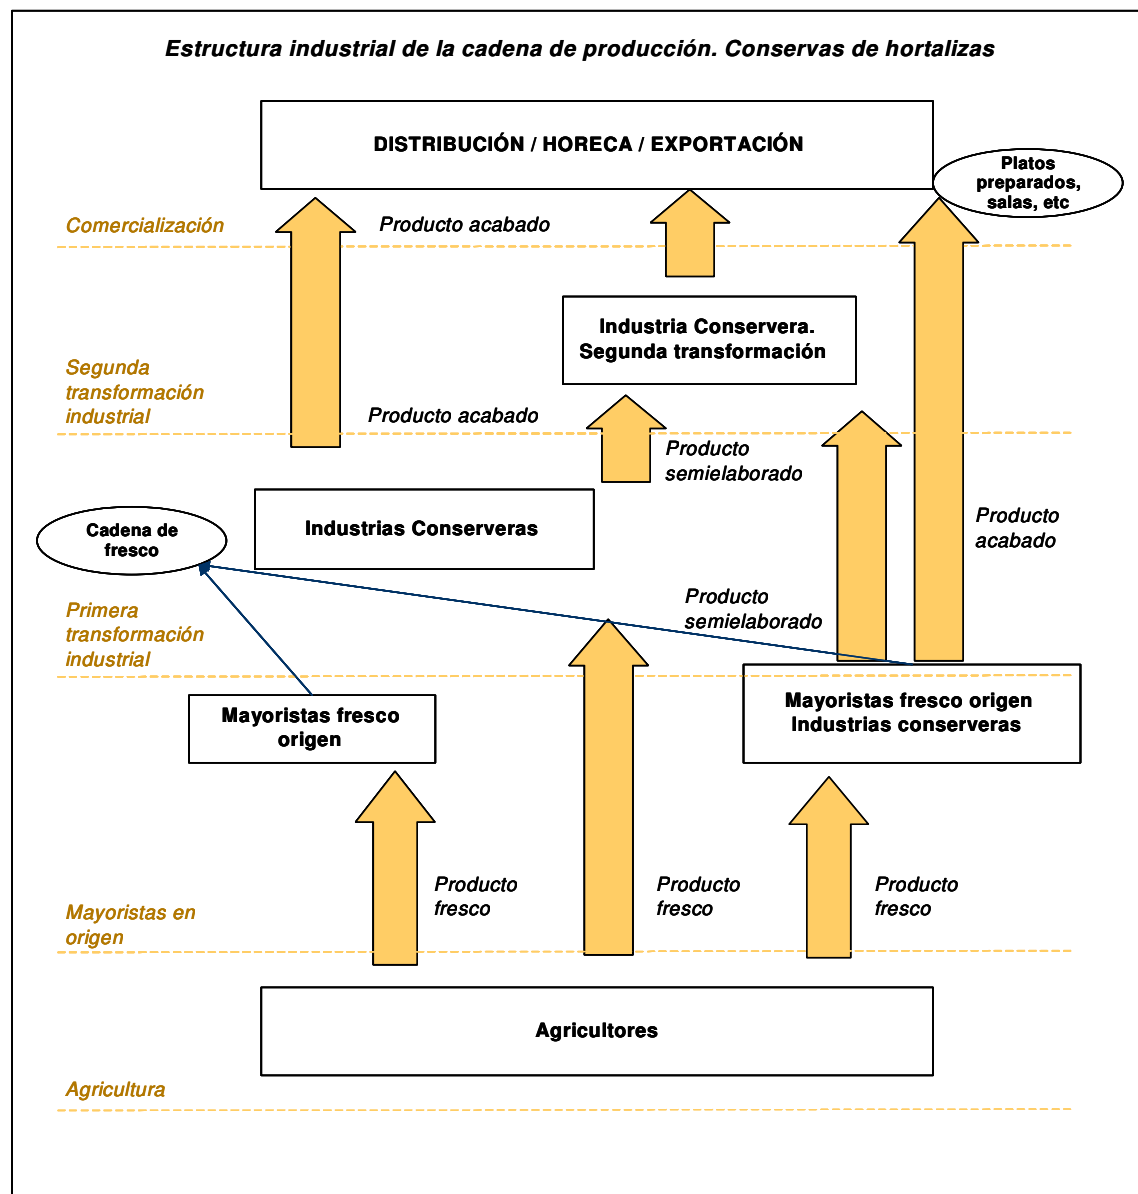 Estructura industrial de la cadena de producción. Conservas de hortalizas
DISTRIBUCIÓN / HORECA / EXPORTACIÓN
Platos
preparados,
salas, etc
Comercialización
Producto acabado
Industria Conservera.
Segunda transformación
Segunda
transformación
industrial
Producto acabado
Producto
semielaborado
Industrias Conserveras
Cadena de
fresco
Producto
acabado
Primera
transformación
industrial
Producto
semielaborado
Mayoristas fresco
origen
Mayoristas fresco origen
Industrias conserveras
Producto
fresco
Producto
fresco
Producto
fresco
Mayoristas en
origen
Agricultores
Agricultura